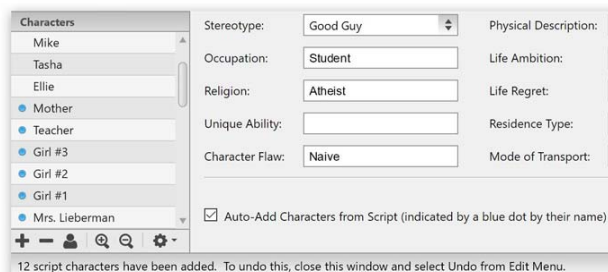 Characters
Mike
Tasha
Ellie
Mother
Teacher
Girl #3
Girl #2
Girl #1
Mrs. Lieberman
Stereotype: Good Guy Physical Description:
Occupation: Student Life Ambition:
Religion: Atheist Life Regret:
Unique Ability: Residence Type:
Character Flaw: Naive Mode of Transport:
Auto-Add Characters from Script (indicated by a blue dot by their name)
12 script characters have been added. To undo this, close this window and select Undo from Edit Menu.